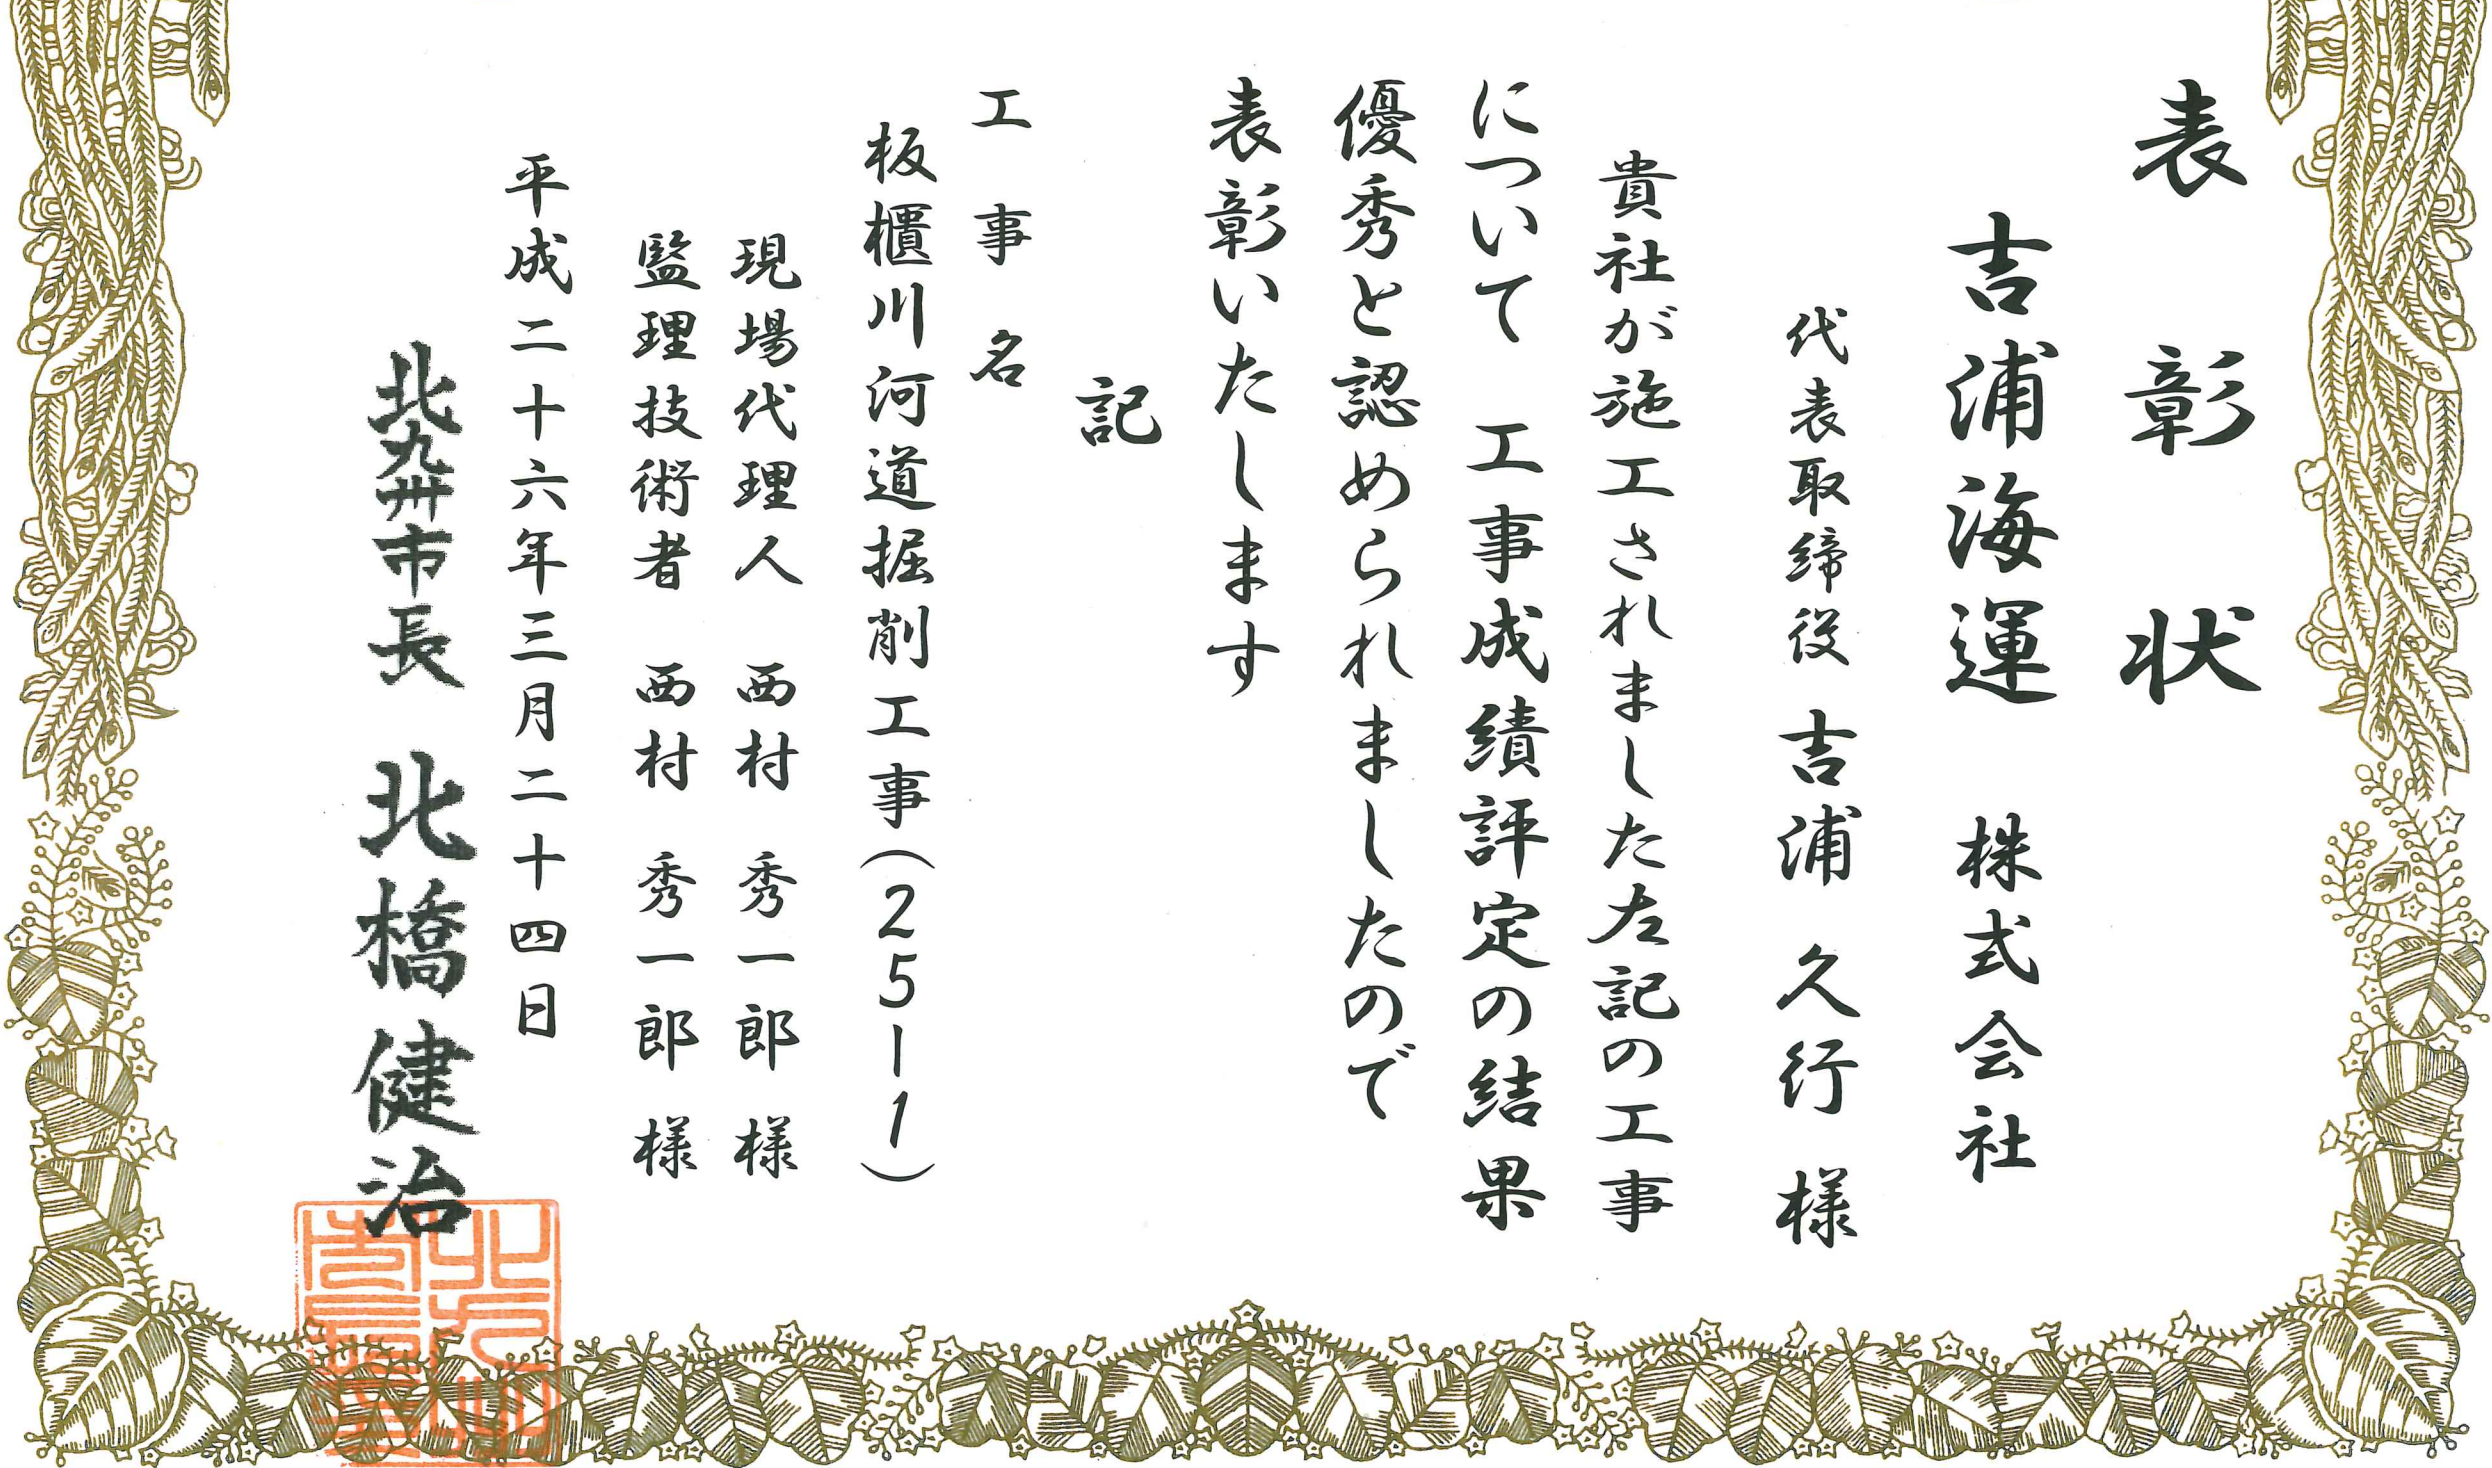 表彰状
吉浦海運 株式会社
代表取締役 吉浦 久行 様
貴社が施工されました左記の工事
について 工事成績評定の結果
優秀と認められましたので
表彰いたします
記
工事名
板櫃川河道掘削工事(25-1)
現場代理人 西村 秀一郎 様
監理技術者 西村 秀一郎 様
平成二十六年三月二十四日
北九州市長 北橋健治